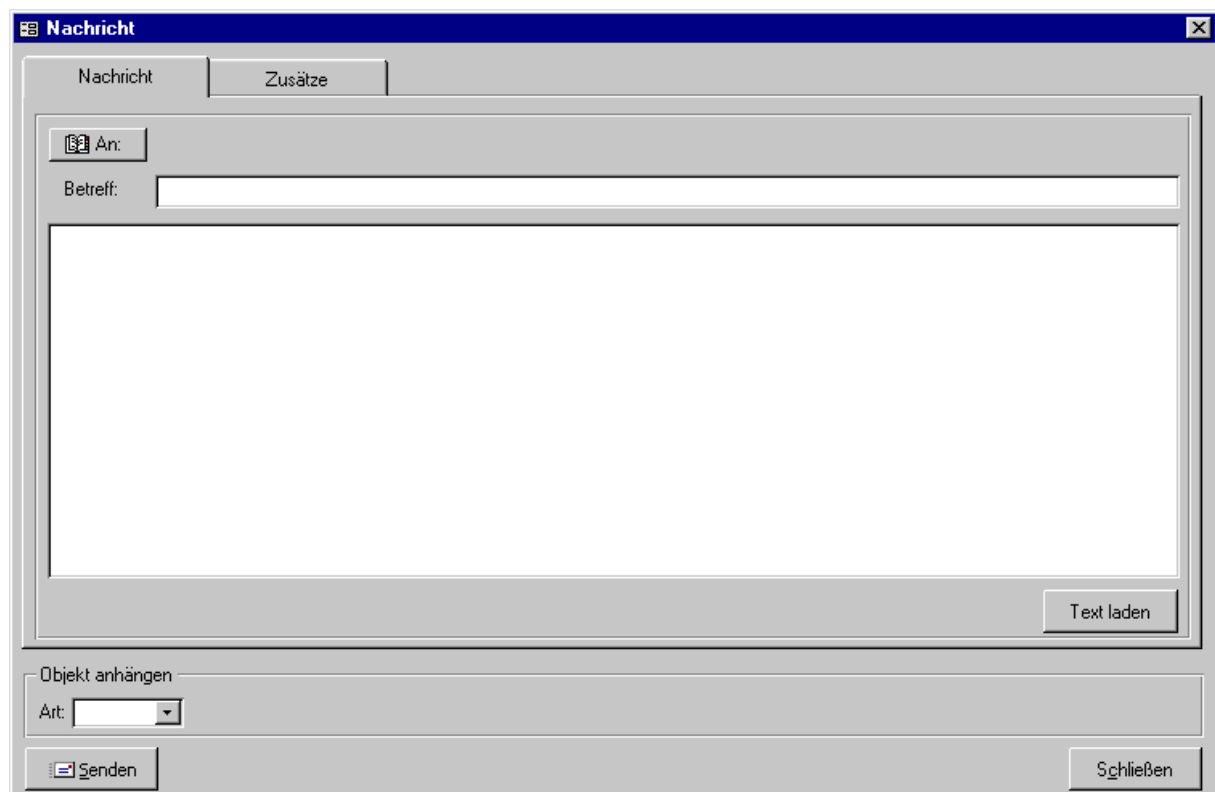 Nachricht
Nachricht Zusätze
An:
Betreff:
Text laden
Objekt anhängen
Art:
Senden Schließen